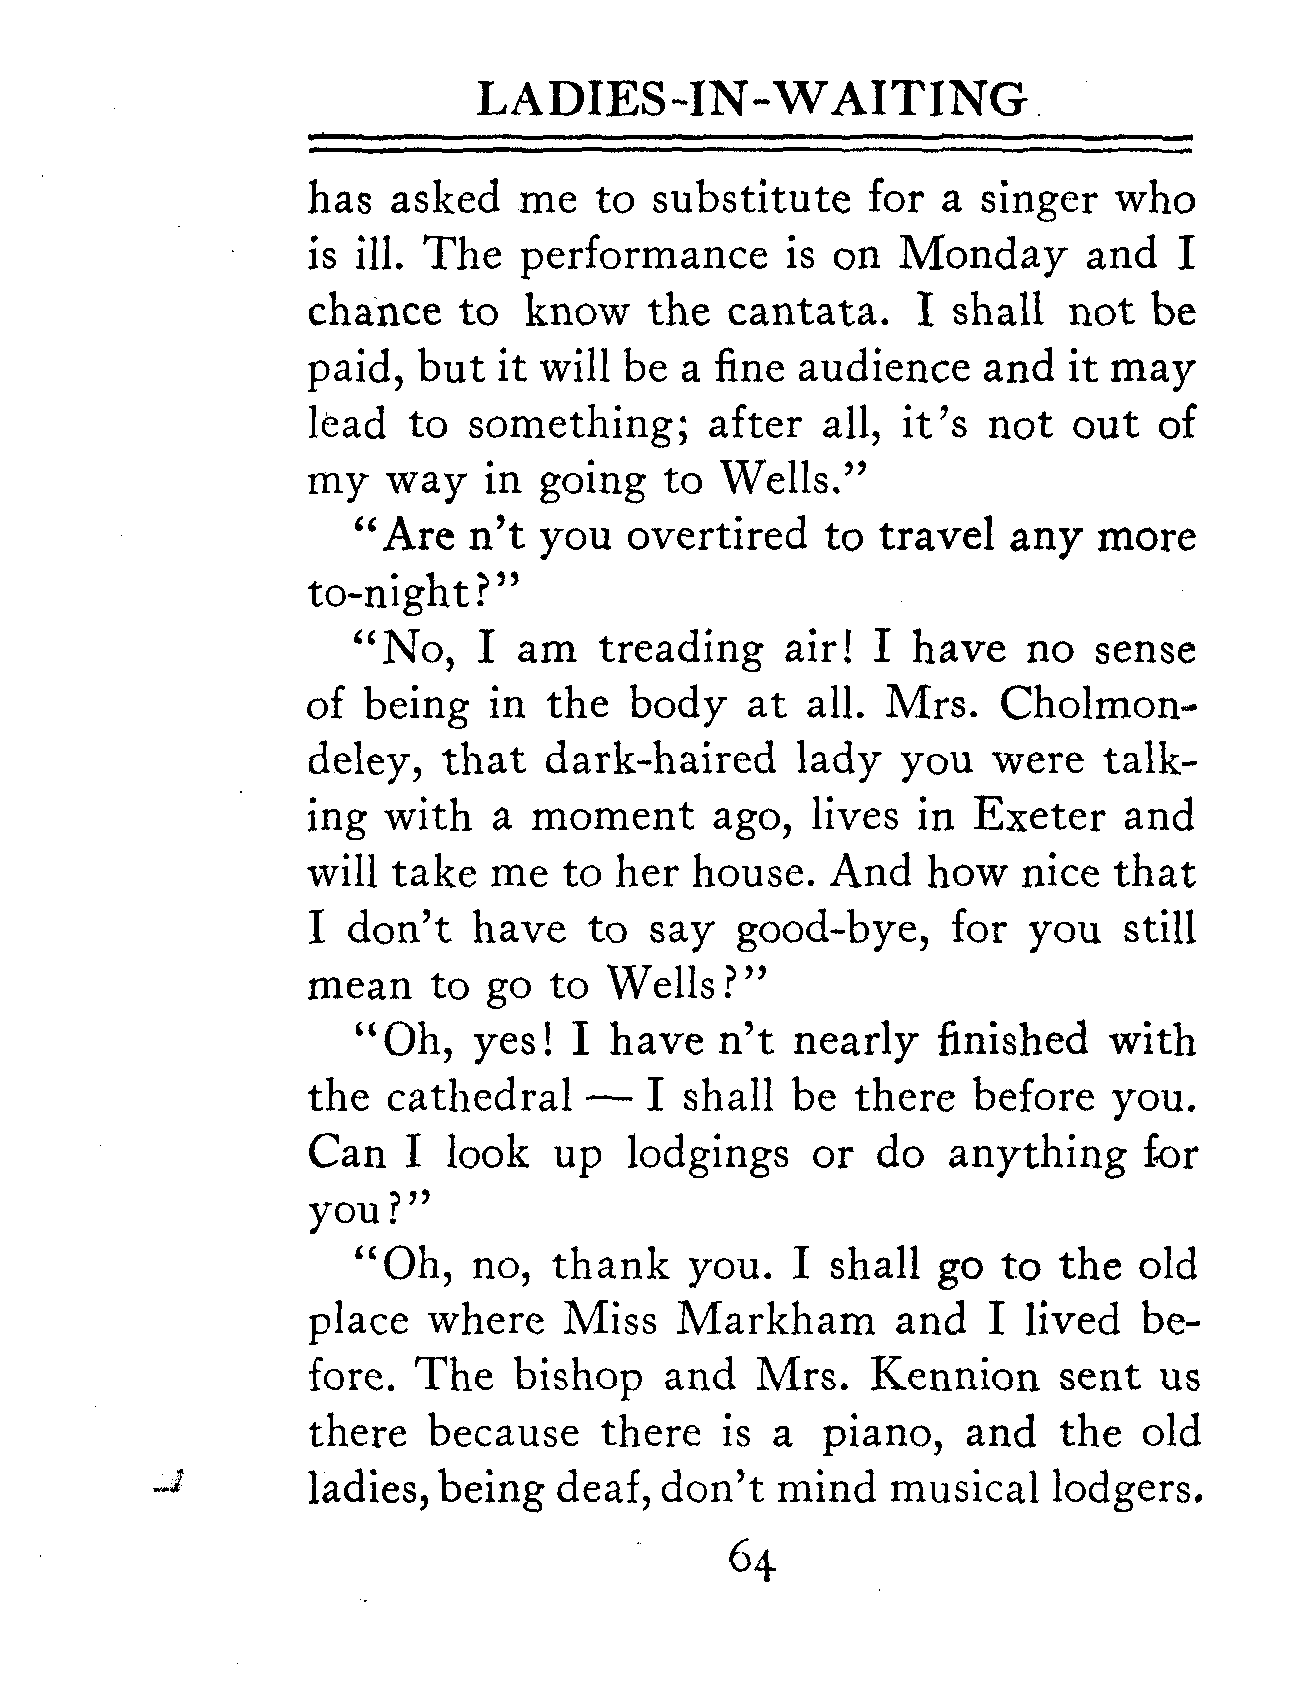 LADIES-IN-WAITING
has asked me to substitute for a singer who
is ill. The performance is on Monday and I
chance to know the cantata. I shall not be
paid, but it will be a fine audience and it may
lead to something; after all, it's not out of
my way in going to Wells."
"Are n't you overtired to travel any more
to-night?"
"No, I am treading air! I have no sense
of being in the body at all. Mrs. Cholmon-
deley, that dark-haired lady you were talk-
ing with a moment ago, lives in Exeter and
will take me to her house. And how nice that
I don't have to say good-bye, for you still
mean to go to Wells?"
"Oh, yes! I have n't nearly finished with
the cathedral — I shall be there before you.
Can I look up lodgings or do anything for
you?"
"Oh, no, thank you. I shall go to the old
place where Miss Markham and I lived be-
fore. The bishop and Mrs. Kennion sent us
there because there is a piano, and the old
ladies, being deaf, don't mind musical lodgers.
64